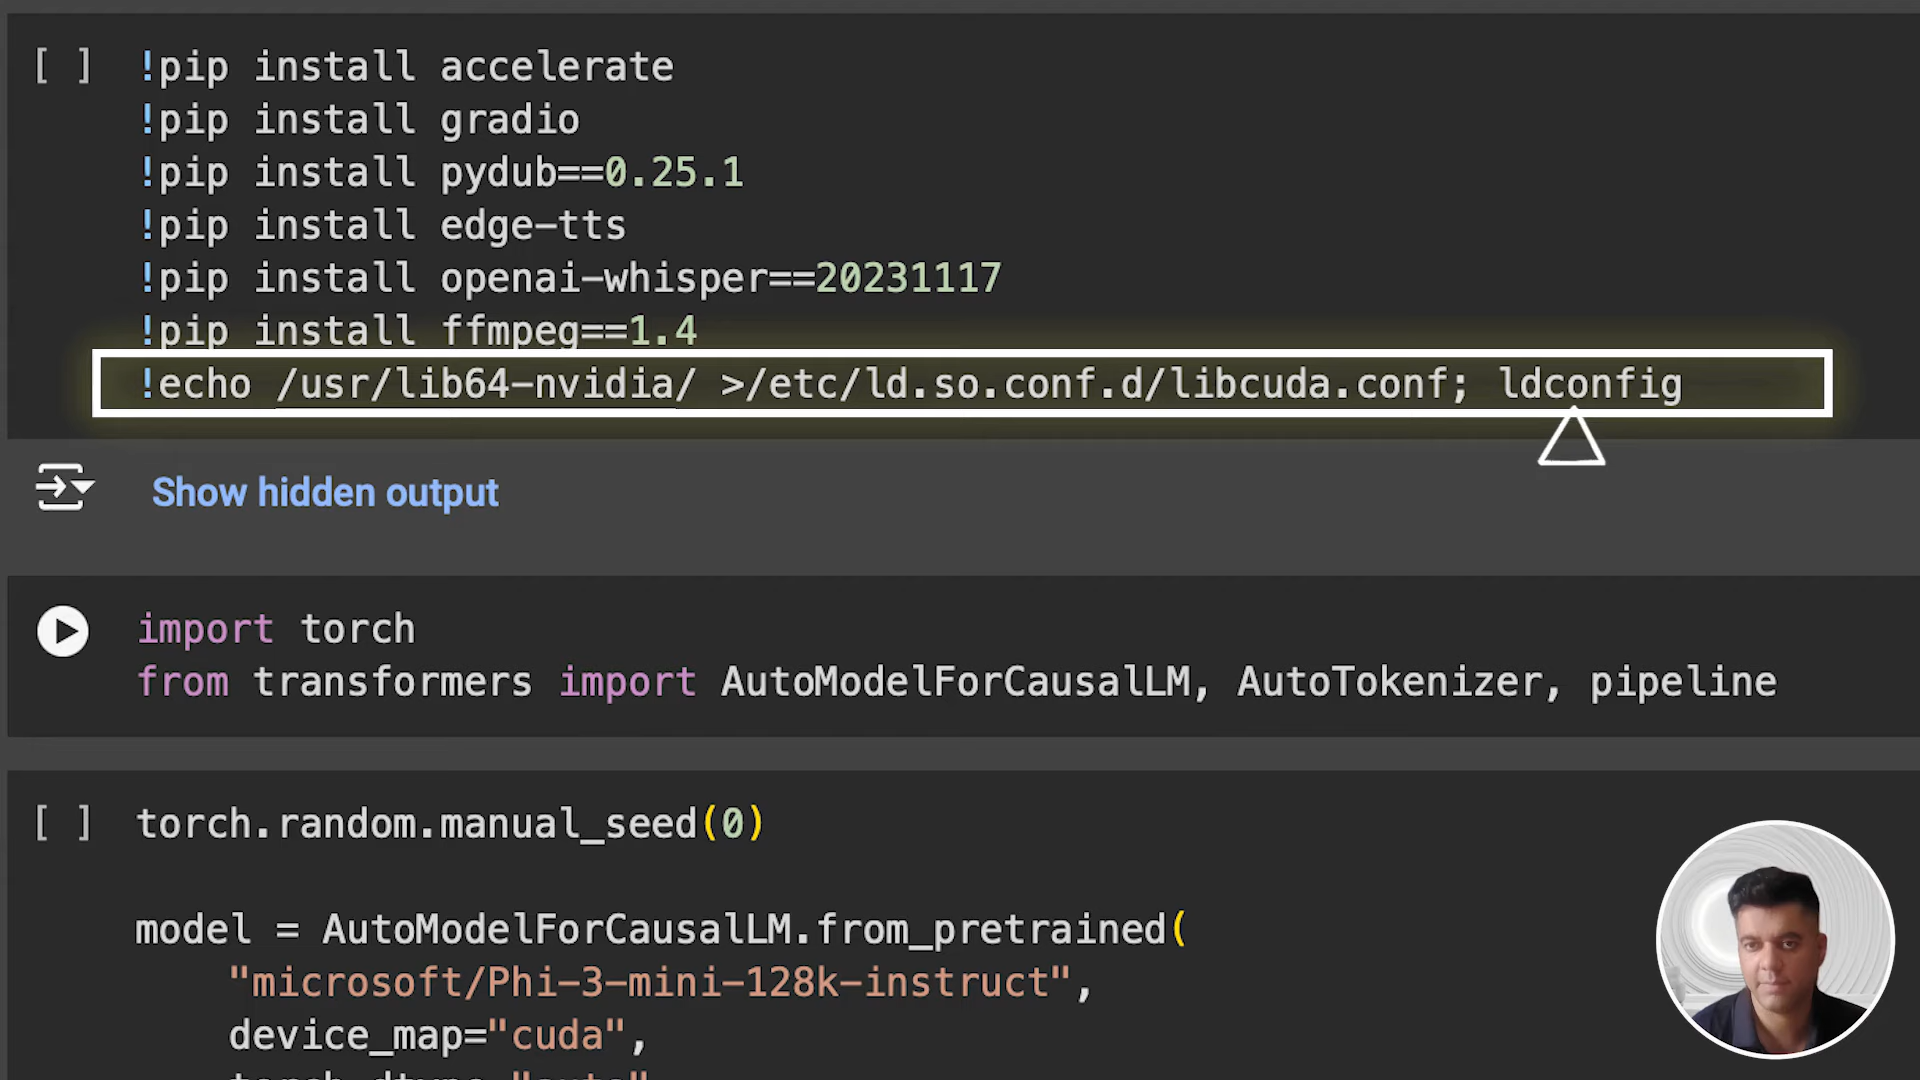 [ ] !pip install accelerate
!pip install gradio
!pip install pydub==0.25.1
!pip install edge-tts
!pip install openai-whisper==20231117
!pip install ffmpeg==1.4
!echo /usr/lib64-nvidia/ >/etc/ld.so.conf.d/libcuda.conf; ldconfig
Show hidden output
import torch
from transformers import AutoModelForCausalLM, AutoTokenizer, pipeline
[ ] torch.random.manual_seed(0)
model = AutoModelForCausalLM.from_pretrained(
"microsoft/Phi-3-mini-128k-instruct",
device_map="cuda",